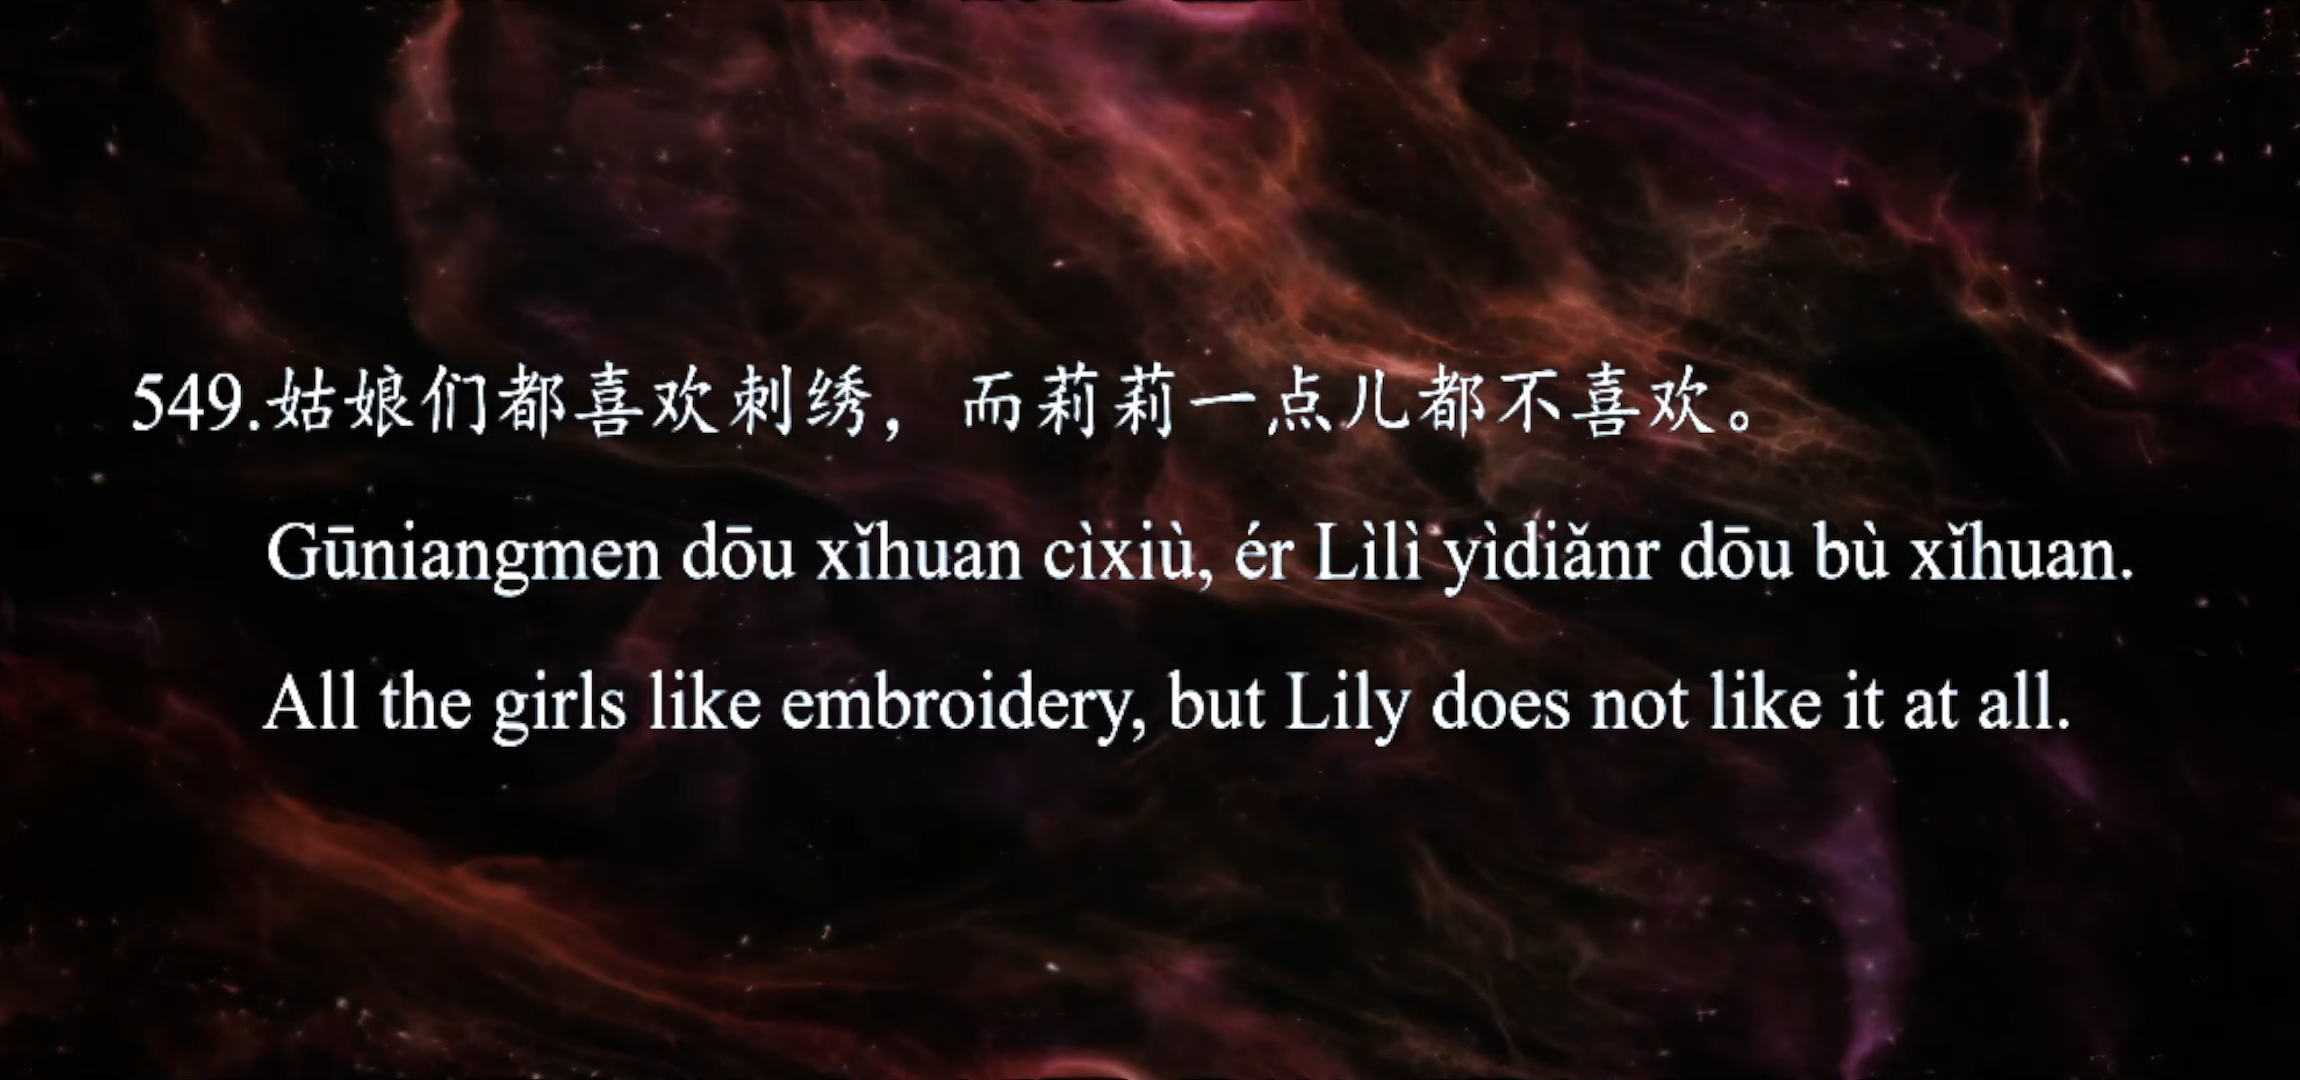 549.姑娘们都喜欢刺绣，而莉莉一点儿都不喜欢。
Gūniangmen dōu xǐhuan cìxiù, ér Lìlì yìdiǎnr dōu bù xǐhuan.
All the girls like embroidery, but Lily does not like it at all.